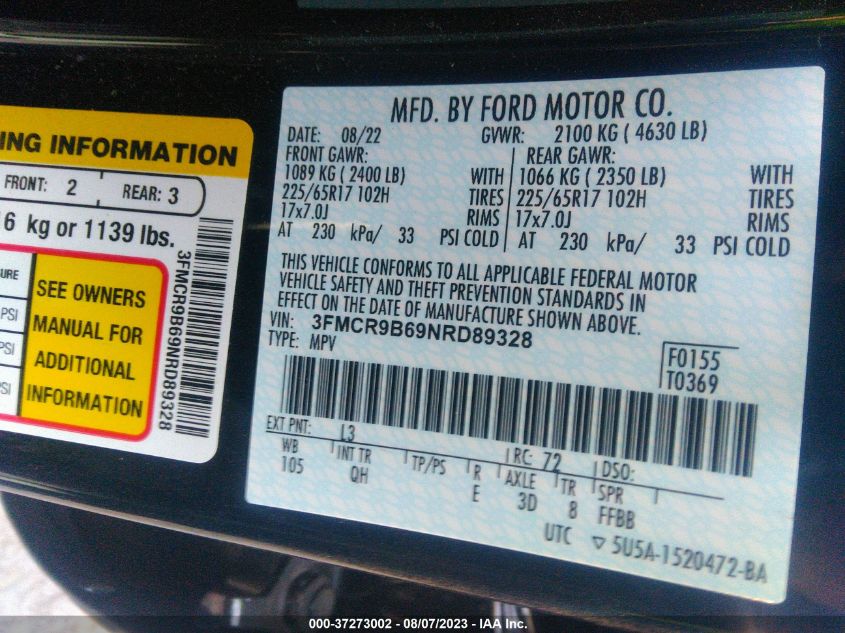 ING INFORMATION
FRONT: 2 REAR: 3
6 kg or 1139 lbs.
SURE
PSI
PSI
PSI
SEE OWNERS
MANUAL FOR
ADDITIONAL
INFORMATION
3FMCR9B69NRD89328
MFD. BY FORD MOTOR CO.
DATE: 08/22 GVWR: 2100 KG ( 4630 LB)
FRONT GAWR: REAR GAWR:
1089 KG ( 2400 LB) WITH 1066 KG ( 2350 LB) WITH
225/65R17 102H TIRES 225/65R17 102H TIRES
17x7.0J RIMS 17x7.0J RIMS
AT 230 kPa/ 33 PSI COLD AT 230 kPa/ 33 PSI COLD
THIS VEHICLE CONFORMS TO ALL APPLICABLE FEDERAL MOTOR
VEHICLE SAFETY AND THEFT PREVENTION STANDARDS IN
EFFECT ON THE DATE OF MANUFACTURE SHOWN ABOVE.
VIN: 3FMCR9B69NRD89328
TYPE: MPV
F0155
T0369
EXT PNT: L3 RC: 72 DSO:
WB INT TR TP/PS R AXLE TR SPR
105 QH E 3D 8 FFBB
UTC ▽ 5U5A-1520472-BA
000-37273002 - 08/07/2023 - IAA Inc.